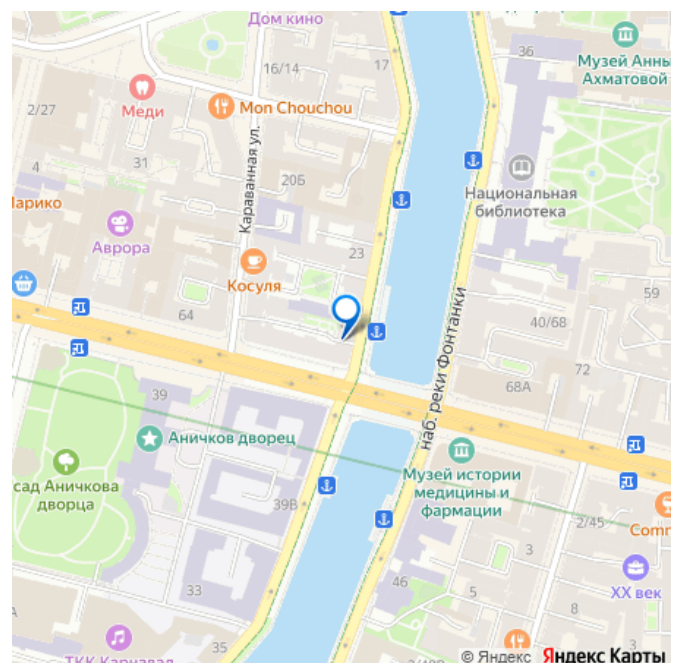 Дом кино
16/14
17
36
Музей Анны
Ахматовой
Меди
2/27
Mon Chouchou
4
31
Караванная ул.
20Б
Национальная
библиотека
Марико
Аврора
23
Косуля
59
64
40/68
72
наб. реки Фонтанки
68А
39
Аничков дворец
Музей истории
медицины и
фармации
сад Аничкова
дворца
39В
2/45
Comm
3
5
XX век
33
46
3
8
35
ТКК Карнавал
© Яндекс Яндекс Карты